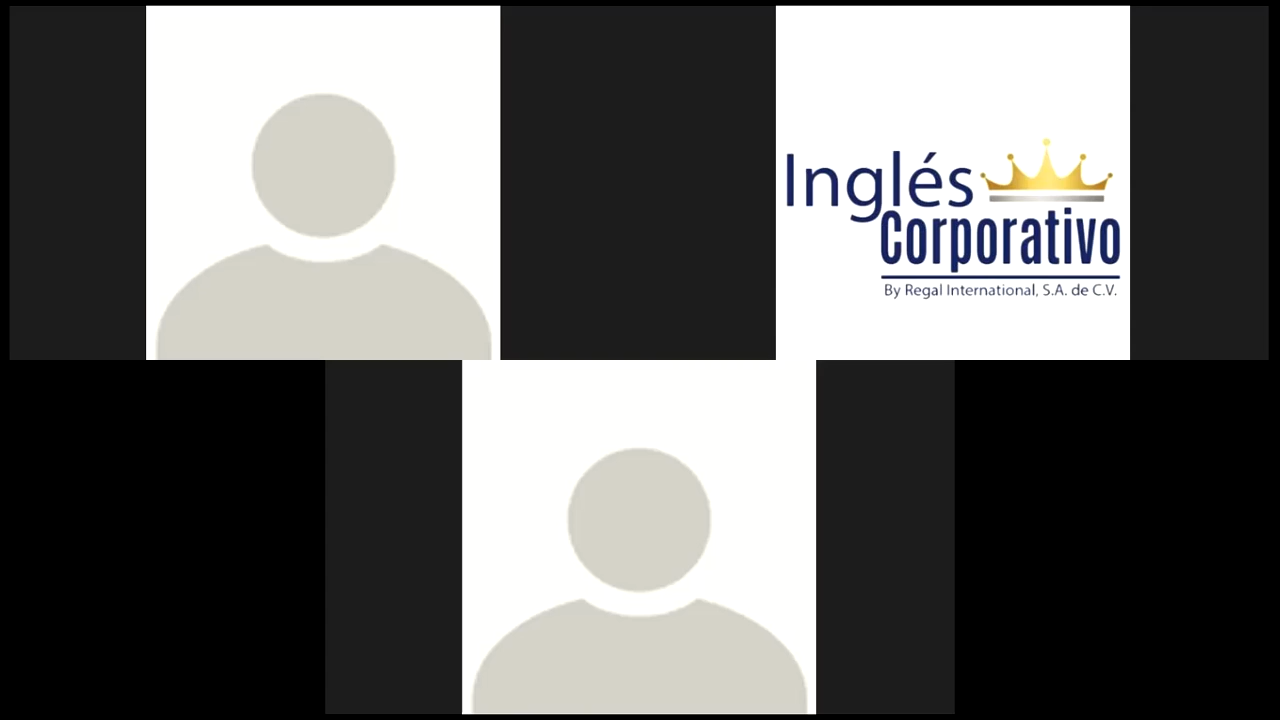 Inglés
Corporativo
By Regal International, S.A. de C.V.